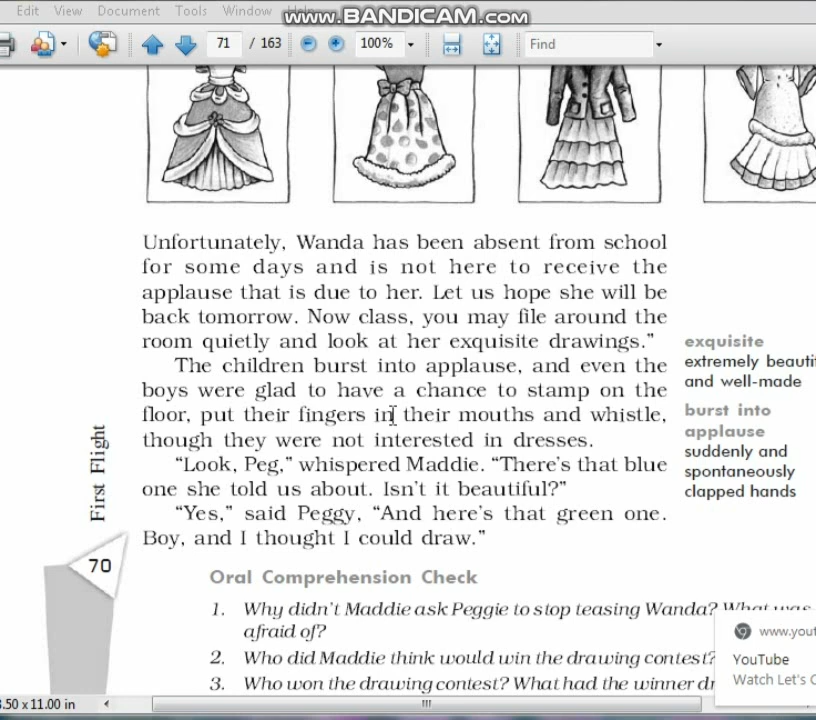 Edit View Document Tools Window
www.BANDICAM.com
71 / 163 100% Find
Unfortunately, Wanda has been absent from school
for some days and is not here to receive the
applause that is due to her. Let us hope she will be
back tomorrow. Now class, you may file around the
room quietly and look at her exquisite drawings."
The children burst into applause, and even the
boys were glad to have a chance to stamp on the
floor, put their fingers in their mouths and whistle,
though they were not interested in dresses.
"Look, Peg," whispered Maddie. "There's that blue
one she told us about. Isn't it beautiful?"
"Yes," said Peggy, "And here's that green one.
Boy, and I thought I could draw."
exquisite
extremely beauti
and well-made
burst into
applause
suddenly and
spontaneously
clapped hands
First Flight
70
Oral Comprehension Check
1. Why didn't Maddie ask Peggie to stop teasing Wanda? What was
afraid of?
2. Who did Maddie think would win the drawing contest?
3. Who won the drawing contest? What had the winner dr
www.yout
YouTube
Watch Let's C
8.50 x 11.00 in